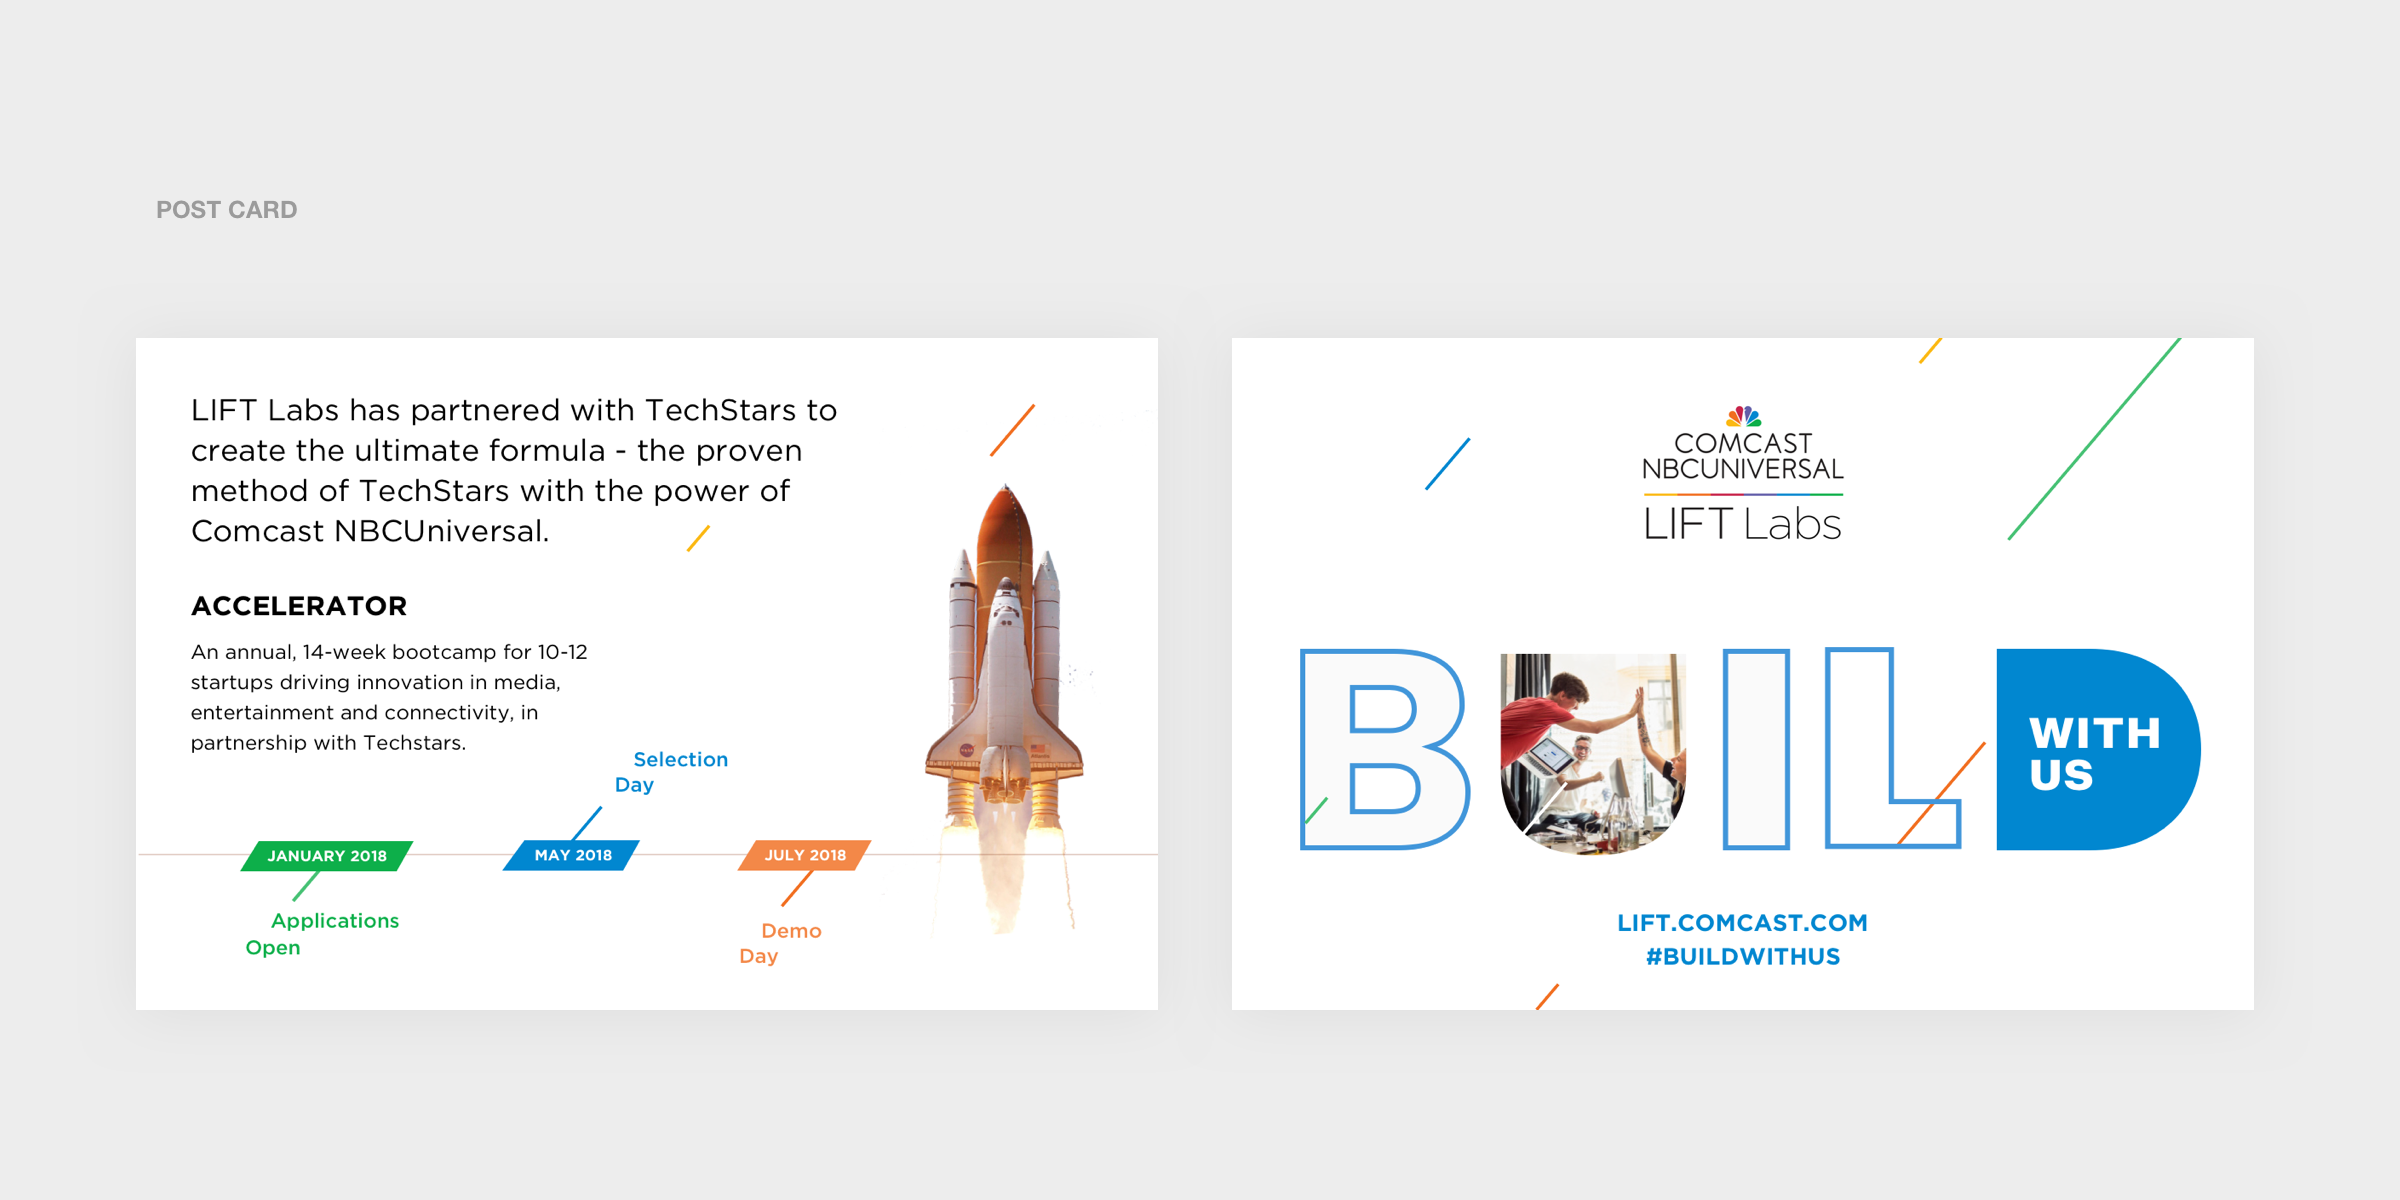 POST CARD
LIFT Labs has partnered with TechStars to
create the ultimate formula - the proven
method of TechStars with the power of
Comcast NBCUniversal.
ACCELERATOR
An annual, 14-week bootcamp for 10-12
startups driving innovation in media,
entertainment and connectivity, in
partnership with Techstars.
Selection
Day
JANUARY 2018
MAY 2018
JULY 2018
Applications
Open
Demo
Day
COMCAST
NBCUNIVERSAL
LIFT Labs
BUILD
WITH
US
LIFT.COMCAST.COM
#BUILDWITHUS